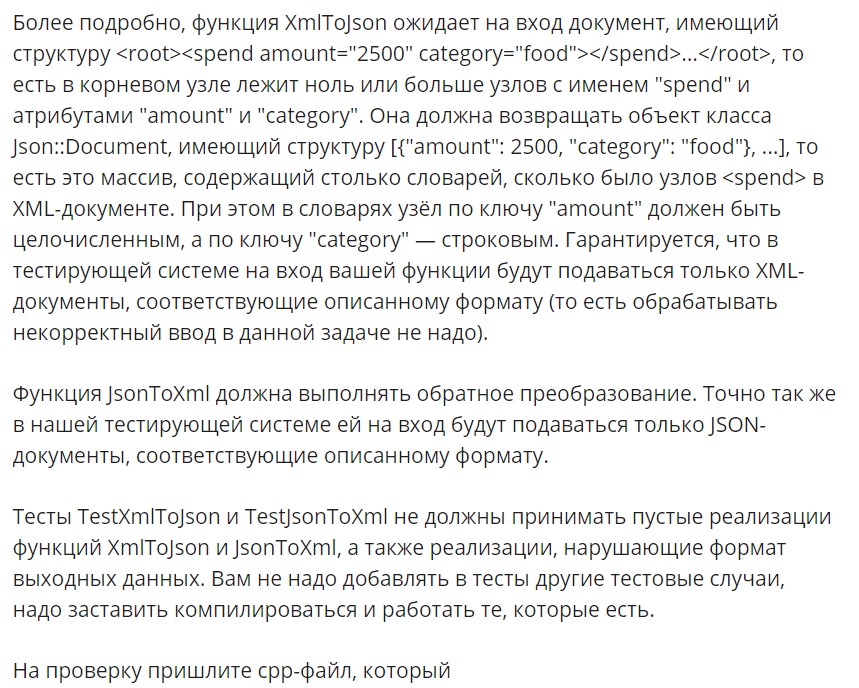 Более подробно, функция XmlToJson ожидает на вход документ, имеющий
структуру <root><spend amount="2500" category="food"></spend>...</root>, то
есть в корневом узле лежит ноль или больше узлов с именем "spend" и
атрибутами "amount" и "category". Она должна возвращать объект класса
Json::Document, имеющий структуру [{"amount": 2500, "category": "food"}, ...], то
есть это массив, содержащий столько словарей, сколько было узлов <spend> в
XML-документе. При этом в словарях узёл по ключу "amount" должен быть
целочисленным, а по ключу "category" — строковым. Гарантируется, что в
тестирующей системе на вход вашей функции будут подаваться только XML-
документы, соответствующие описанному формату (то есть обрабатывать
некорректный ввод в данной задаче не надо).
Функция JsonToXml должна выполнять обратное преобразование. Точно так же
в нашей тестирующей системе ей на вход будут подаваться только JSON-
документы, соответствующие описанному формату.
Тесты TestXmlToJson и TestJsonToXml не должны принимать пустые реализации
функций XmlToJson и JsonToXml, а также реализации, нарушающие формат
выходных данных. Вам не надо добавлять в тесты другие тестовые случаи,
надо заставить компилироваться и работать те, которые есть.
На проверку пришлите cpp-файл, который